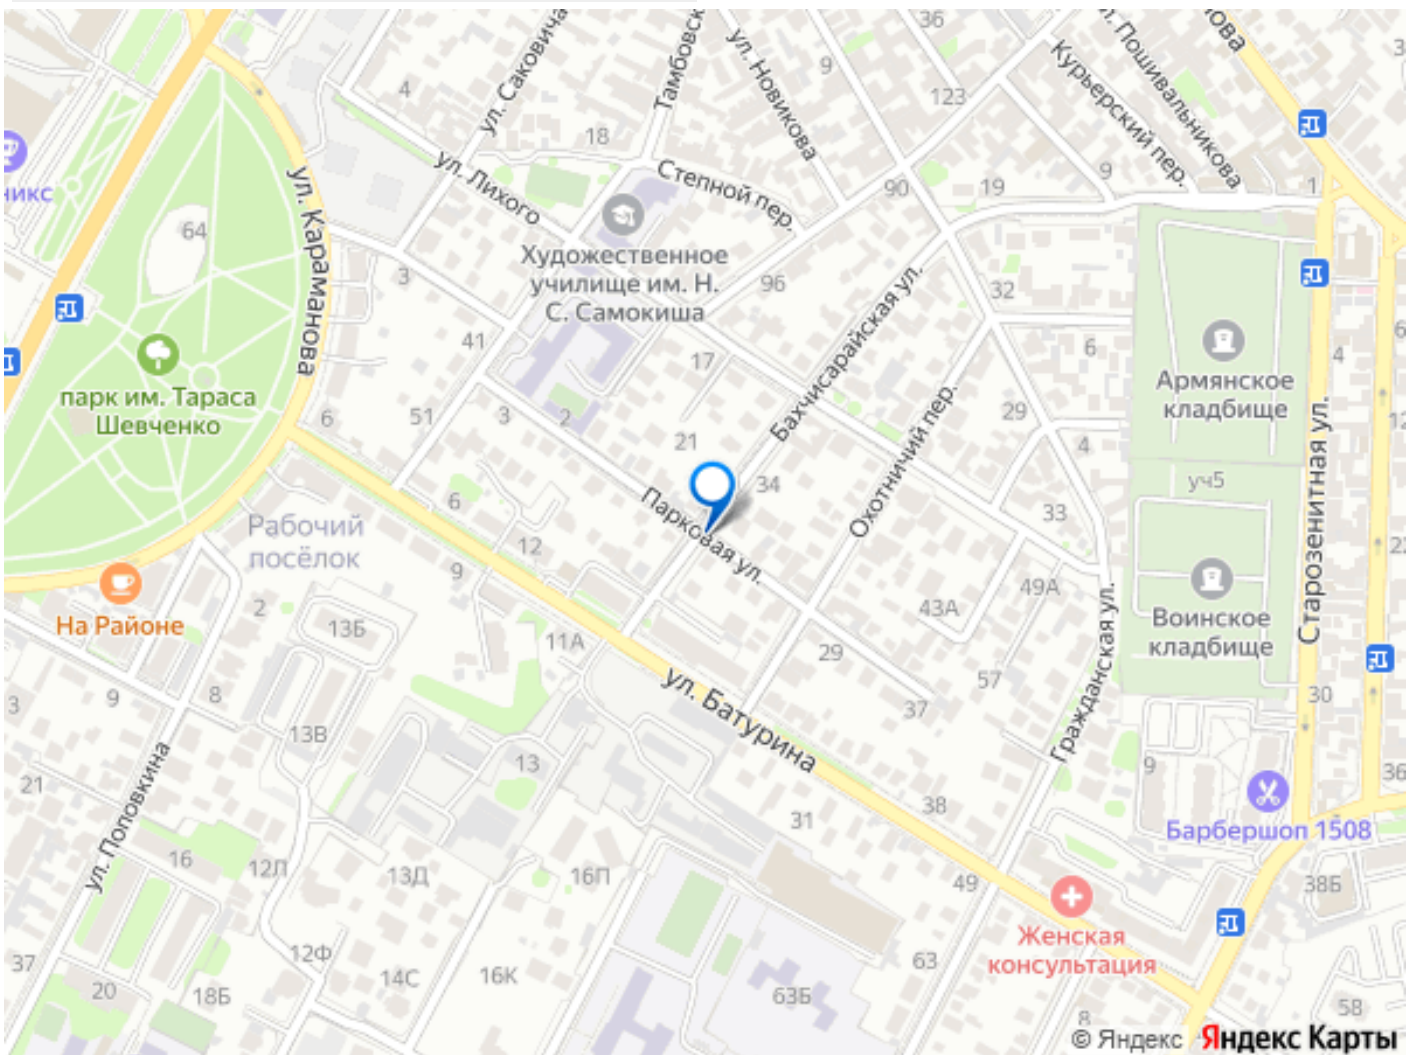 36
ул. Саковича
Тамбовск
ул. Новикова
9
ул. Пошивальникова
Курьерский пер.
4
123
18
ул. Лихого
Степной пер.
90
19
9
1
никс
ул. Караманова
64
Художественное
училище им. Н.
С. Самокиша
3
96
Бахчисарайская ул.
32
41
17
6
4
Армянское
кладбище
парк им. Тараса
Шевченко
6
51
3
2
21
Охотничий пер.
29
4
Старозенитная ул.
12
34
уч5
6
Парковая ул.
33
Рабочий
посёлок
12
9
22
На Районе
2
13Б
11А
43А
49А
Воинское
кладбище
29
57
Гражданская ул.
3
9
8
ул. Батурина
37
30
13В
13
9
36
21
ул. Поповкина
31
38
Барбершоп 1508
16
12Л
13Д
16П
49
38Б
Женская
консультация
37
12Ф
14С
16К
63
20
18Б
63Б
8
58
© Яндекс Яндекс Карты